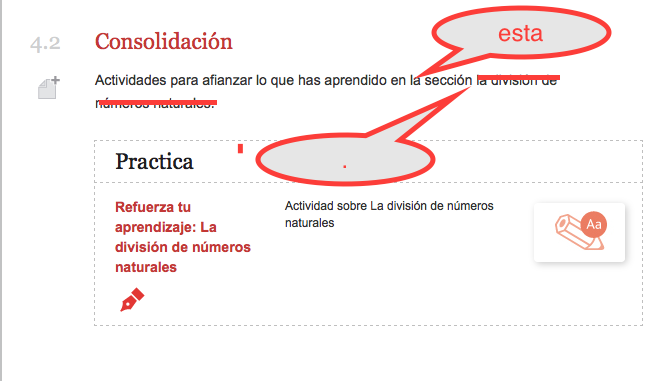 esta
4.2 Consolidación
Actividades para afianzar lo que has aprendido en la sección la división de
números naturales.
.
Practica
Refuerza tu
aprendizaje: La
división de números
naturales
Actividad sobre La división de números
naturales
Aa